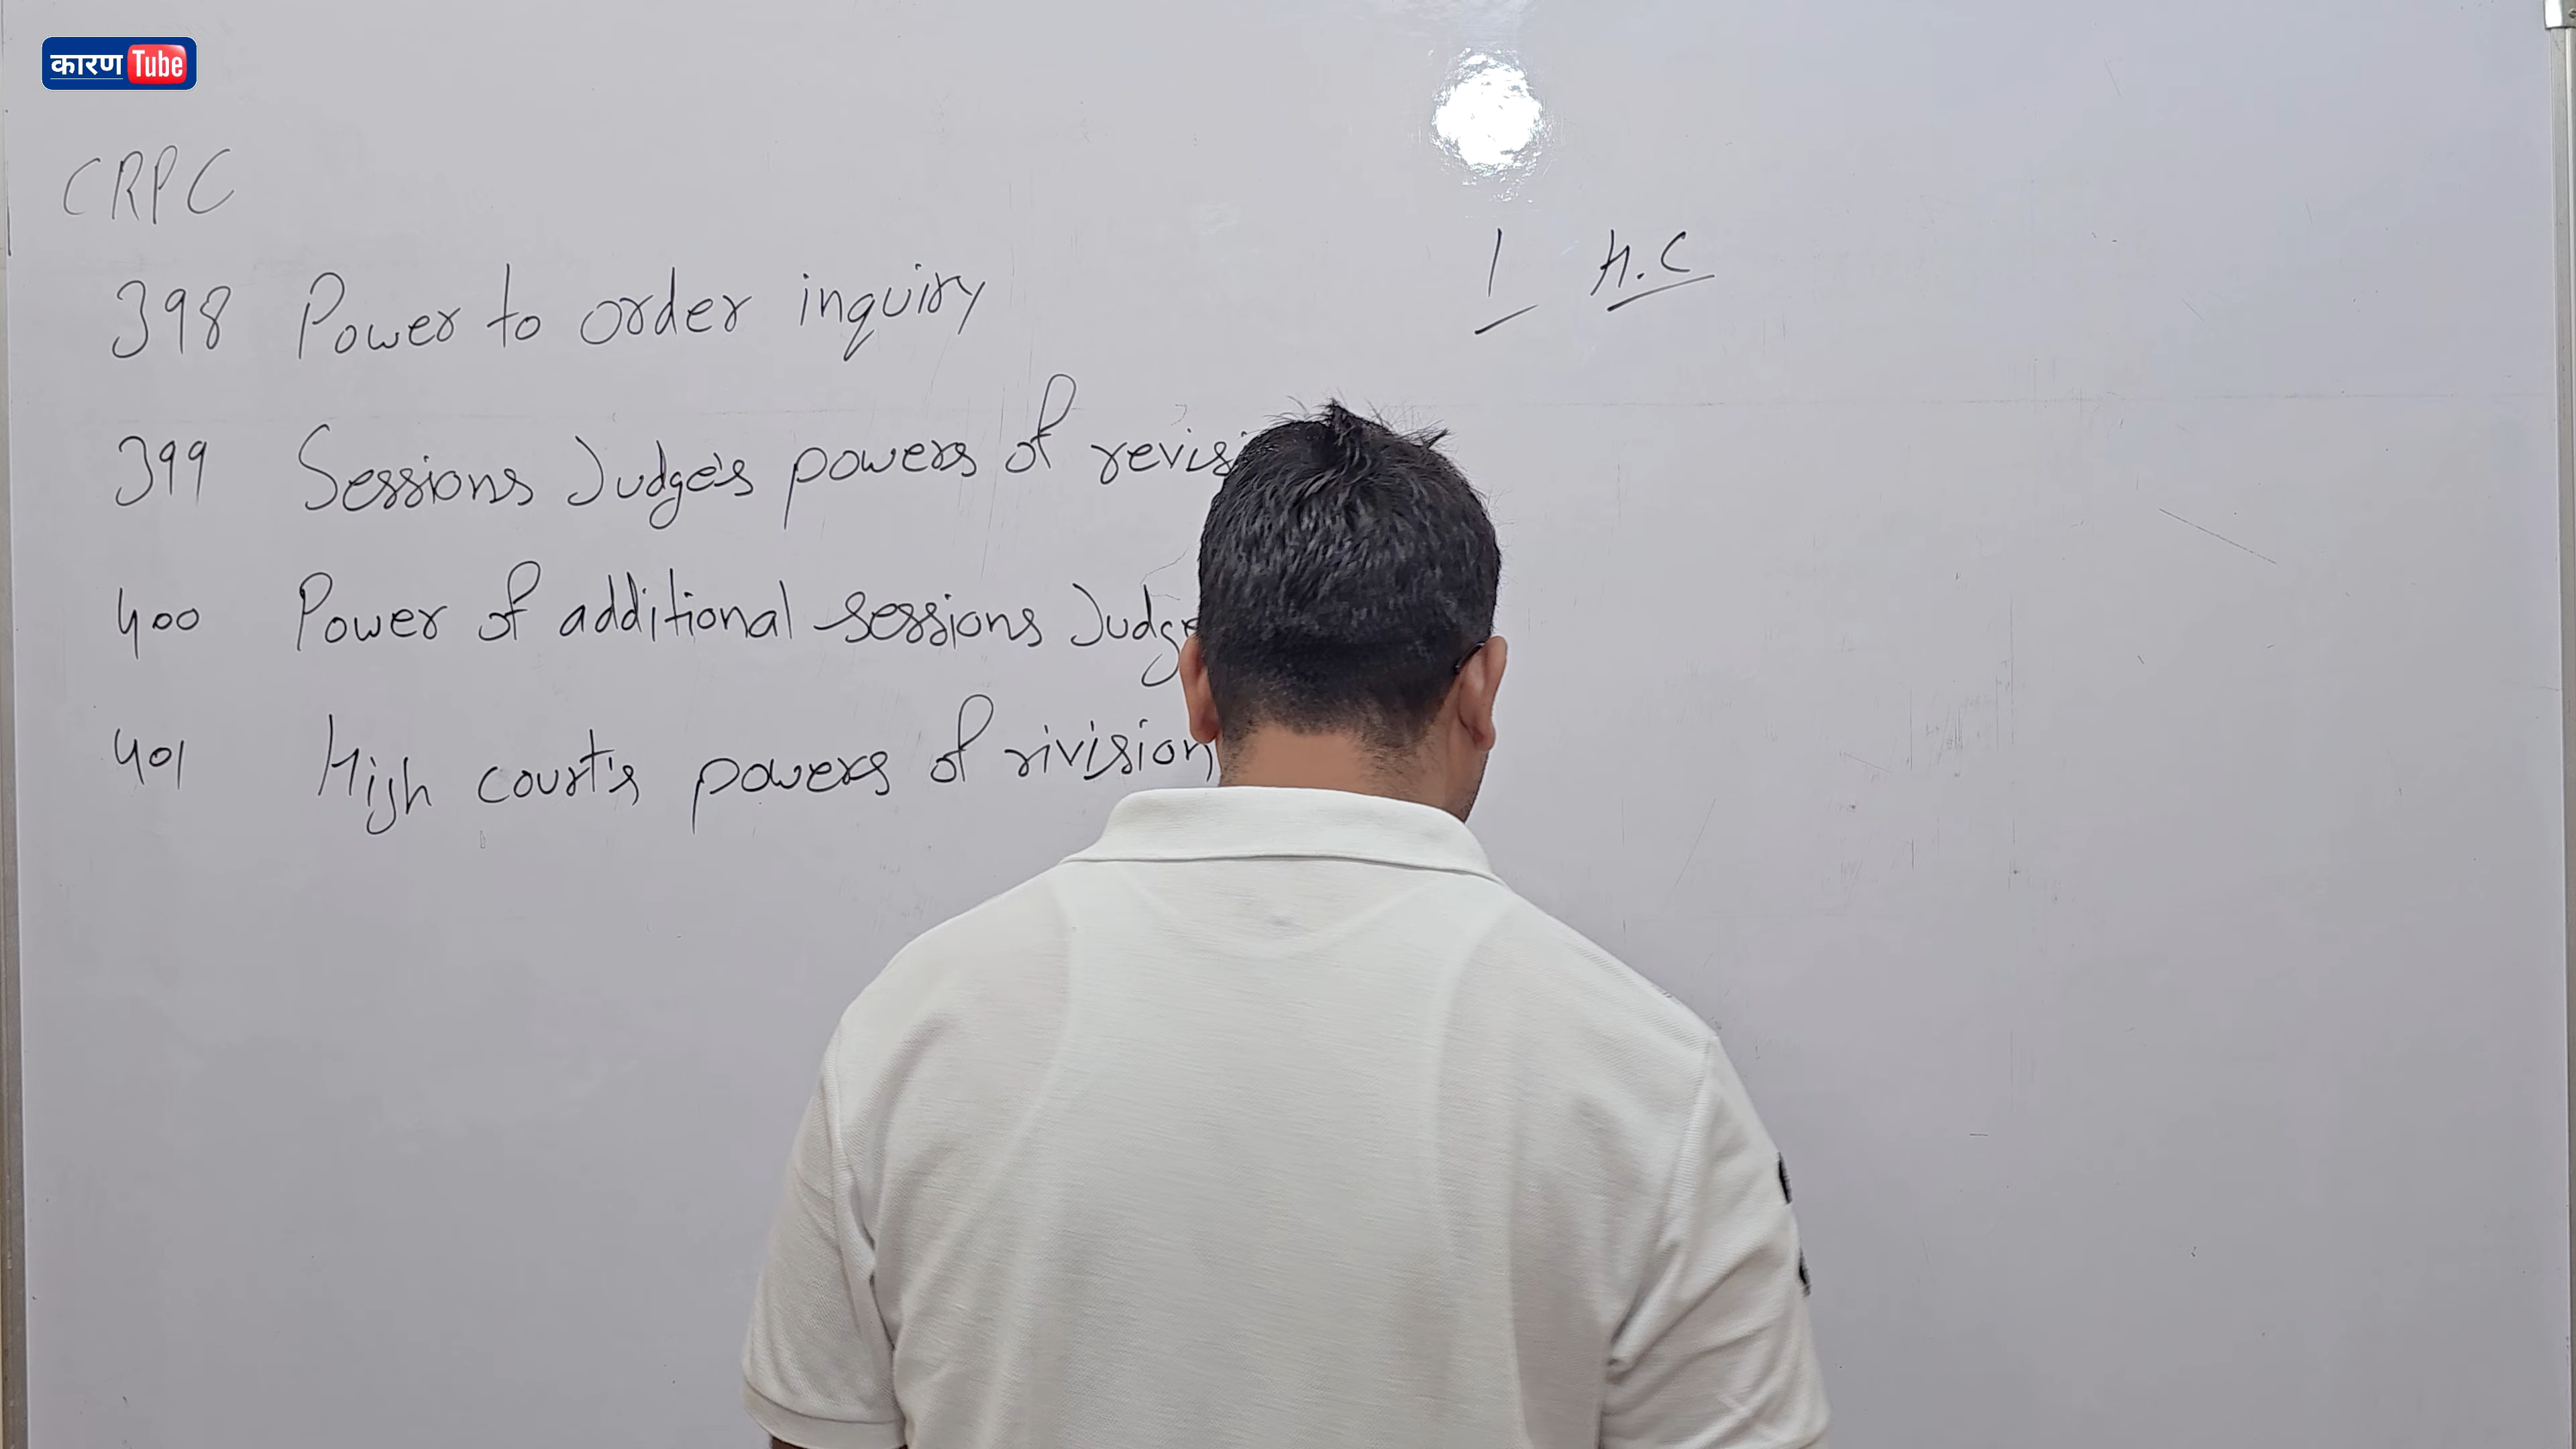 कारण Tube
CRPC
1 H.C
398 Power to order inquiry
399 Sessions Judge's powers of
400 Power of additional sessions Judge
401 High court's powers of rivision